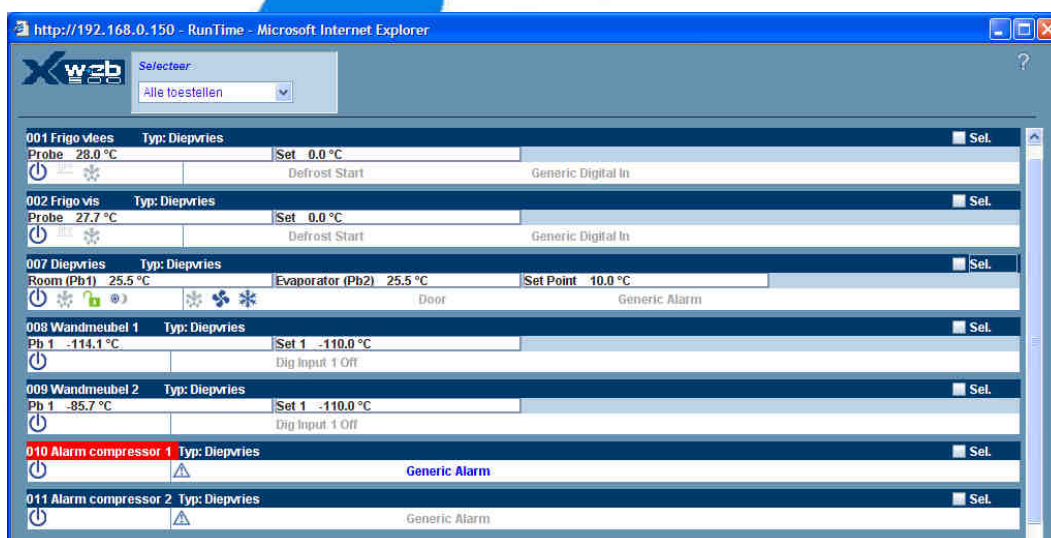 http://192.168.0.150 - RunTime - Microsoft Internet Explorer
Xweb
Selecteer
Alle toestellen
?
001 Frigo vlees Typ: Diepvries Sel.
Probe 28.0 °C Set 0.0 °C
Defrost Start Generic Digital In
002 Frigo vis Typ: Diepvries Sel.
Probe 27.7 °C Set 0.0 °C
Defrost Start Generic Digital In
007 Diepvries Typ: Diepvries Sel.
Room (Pb1) 25.5 °C Evaporator (Pb2) 25.5 °C Set Point 10.0 °C
Door Generic Alarm
008 Wandmeubel 1 Typ: Diepvries Sel.
Pb 1 -114.1 °C Set 1 -110.0 °C
Dig Input 1 Off
009 Wandmeubel 2 Typ: Diepvries Sel.
Pb 1 -85.7 °C Set 1 -110.0 °C
Dig Input 1 Off
010 Alarm compressor 1 Typ: Diepvries Sel.
Generic Alarm
011 Alarm compressor 2 Typ: Diepvries Sel.
Generic Alarm